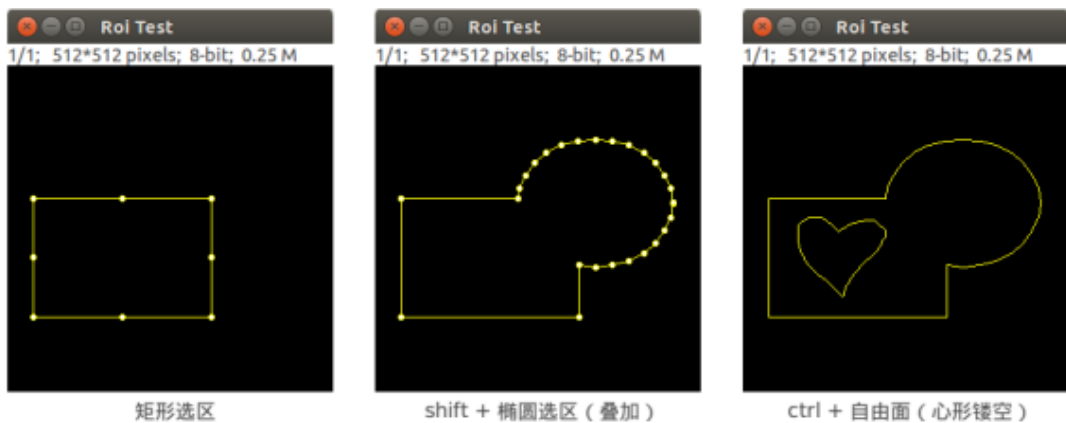 Roi Test
1/1; 512*512 pixels; 8-bit; 0.25 M
矩形选区
Roi Test
1/1; 512*512 pixels; 8-bit; 0.25 M
shift + 椭圆选区（叠加）
Roi Test
1/1; 512*512 pixels; 8-bit; 0.25 M
ctrl + 自由面（心形镂空）